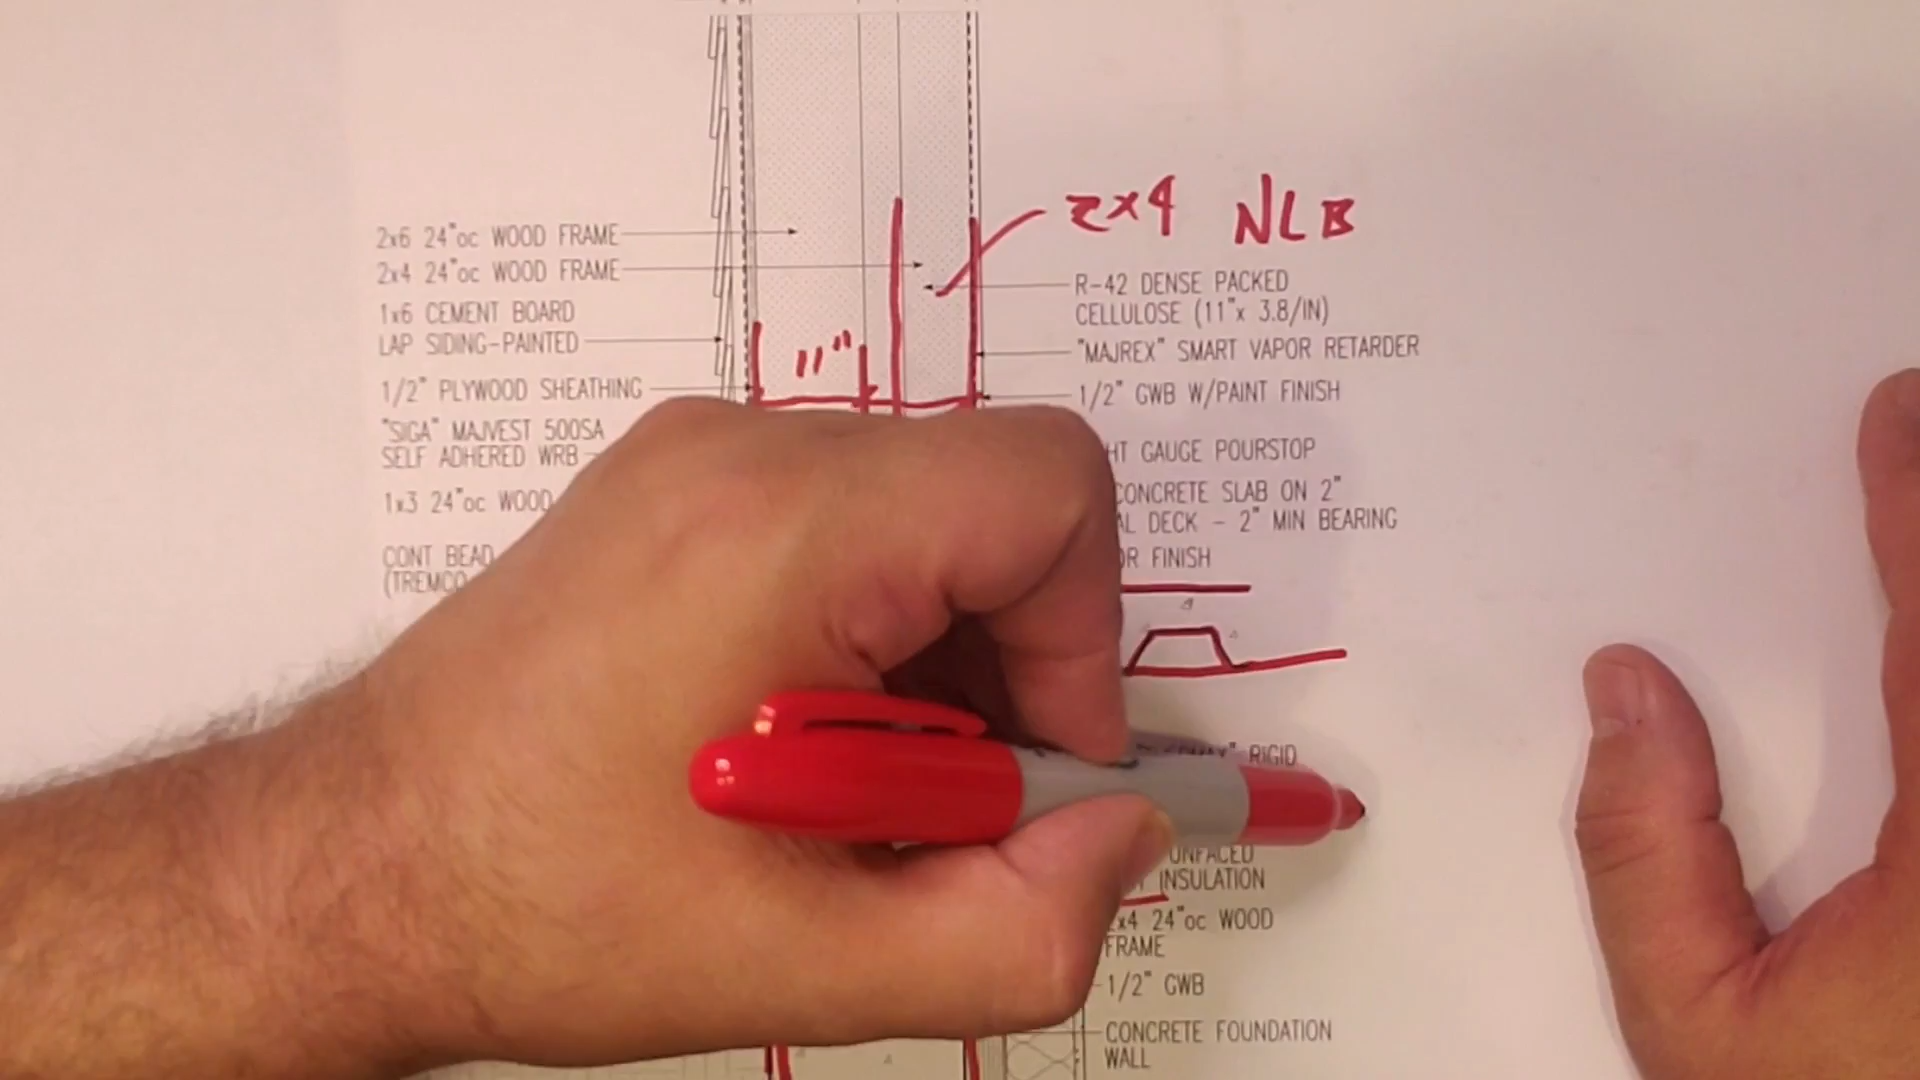 2x4 NLB
2x6 24"oc WOOD FRAME
2x4 24"oc WOOD FRAME
1x6 CEMENT BOARD
LAP SIDING-PAINTED
1/2" PLYWOOD SHEATHING
"SIGA" MAJVEST 500SA
SELF ADHERED WRB
1x3 24"oc WOOD
CONT BEAD
(TREMCO
11"
R-42 DENSE PACKED
CELLULOSE (11"x 3.8/IN)
"MAJREX" SMART VAPOR RETARDER
1/2" GWB W/PAINT FINISH
GAUGE POURSTOP
CONCRETE SLAB ON 2"
DECK - 2" MIN BEARING
FINISH
RIGID
UNFACED
INSULATION
2x4 24"oc WOOD
FRAME
1/2" GWB
CONCRETE FOUNDATION
WALL